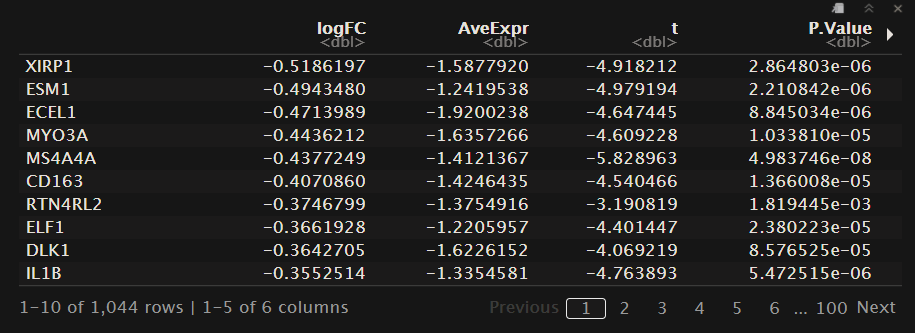 logFC AveExpr t P.Value
<dbl> <dbl> <dbl> <dbl>
XIRP1 -0.5186197 -1.5877920 -4.918212 2.864803e-06
ESM1 -0.4943480 -1.2419538 -4.979194 2.210842e-06
ECEL1 -0.4713989 -1.9200238 -4.647445 8.845034e-06
MYO3A -0.4436212 -1.6357266 -4.609228 1.033810e-05
MS4A4A -0.4377249 -1.4121367 -5.828963 4.983746e-08
CD163 -0.4070860 -1.4246435 -4.540466 1.366008e-05
RTN4RL2 -0.3746799 -1.3754916 -3.190819 1.819445e-03
ELF1 -0.3661928 -1.2205957 -4.401447 2.380223e-05
DLK1 -0.3642705 -1.6226152 -4.069219 8.576525e-05
IL1B -0.3552514 -1.3354581 -4.763893 5.472515e-06
1-10 of 1,044 rows | 1-5 of 6 columns Previous 1 2 3 4 5 6 ... 100 Next